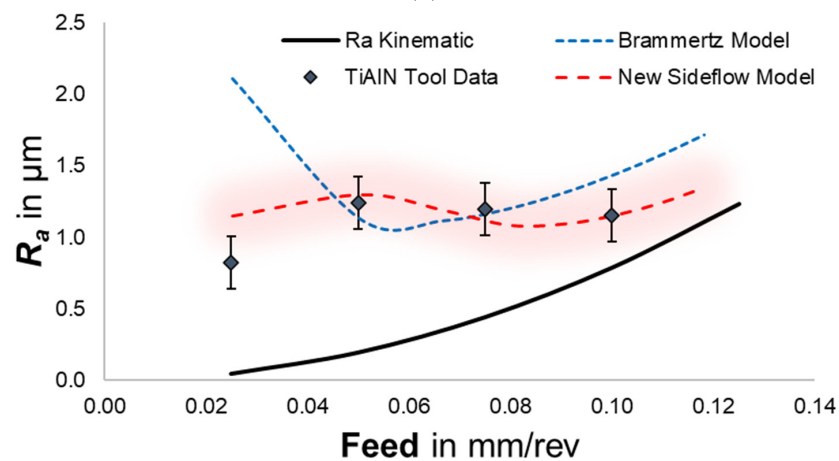 2.5
Ra Kinematic
Brammertz Model
TiAlN Tool Data
New Sideflow Model
2.0
1.5
1.0
0.5
0.0
Ra in μm
0.00 0.02 0.04 0.06 0.08 0.10 0.12 0.14
Feed in mm/rev